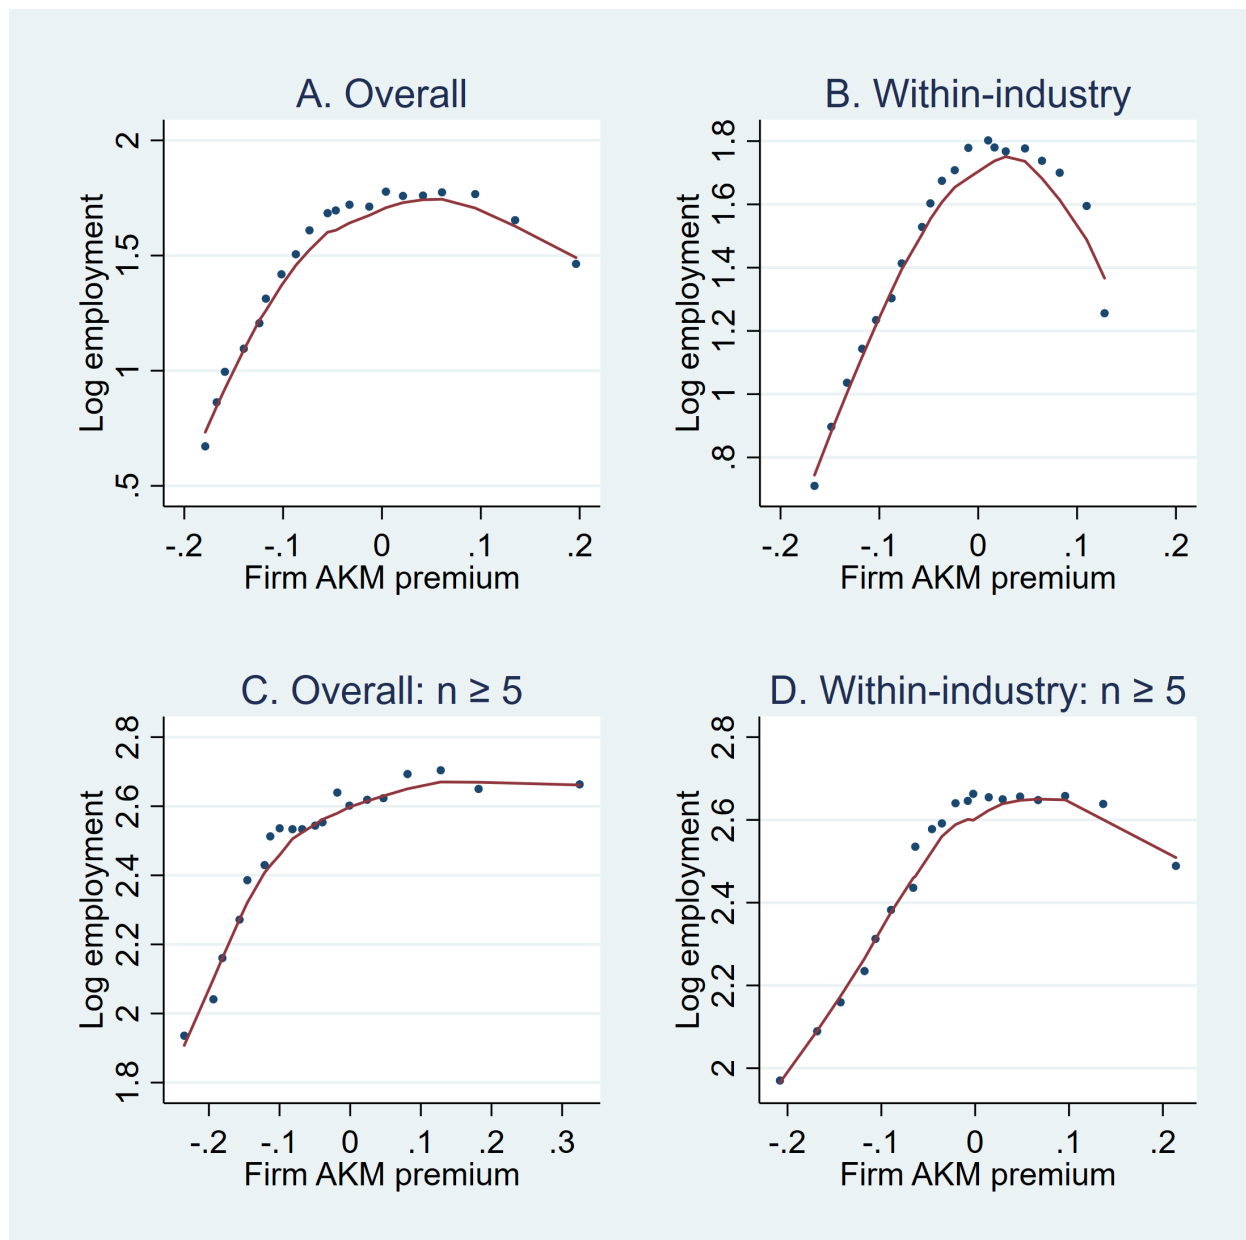 A. Overall
Log employment
2
1.5
1
.5
-.2 -.1 0 .1 .2
Firm AKM premium
B. Within-industry
Log employment
1.8
1.6
1.4
1.2
1
.8
-.2 -.1 0 .1 .2
Firm AKM premium
C. Overall: n ≥ 5
Log employment
2.8
2.6
2.4
2.2
2
1.8
-.2 -.1 0 .1 .2 .3
Firm AKM premium
D. Within-industry: n ≥ 5
Log employment
2.8
2.6
2.4
2.2
2
-.2 -.1 0 .1 .2
Firm AKM premium